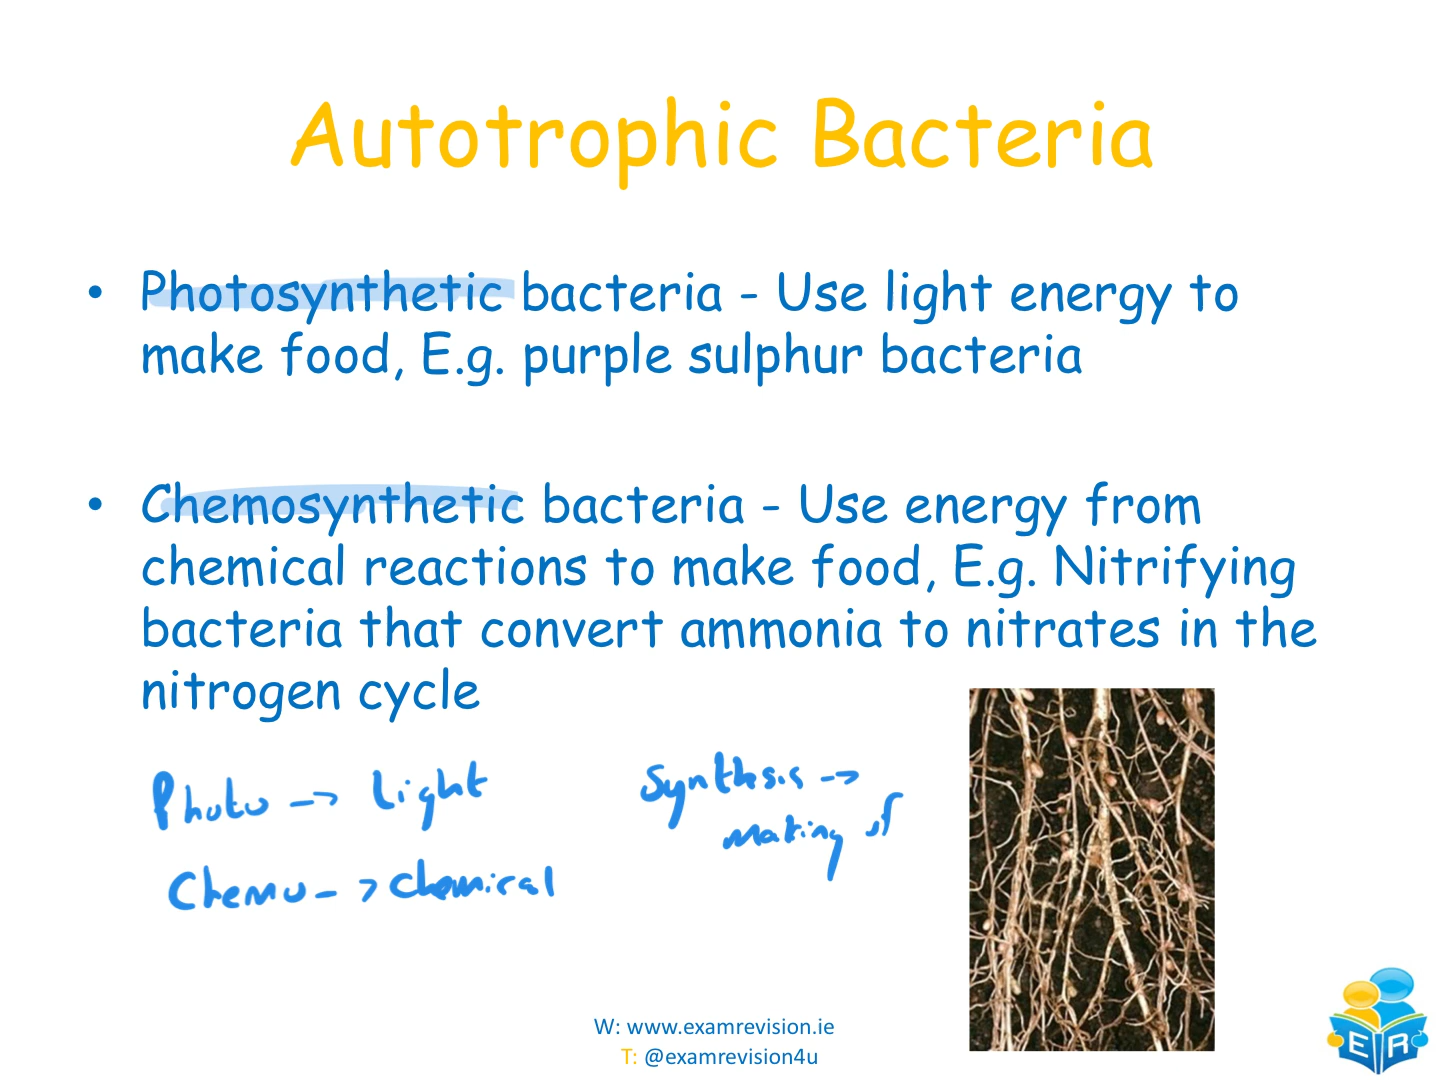 Autotrophic Bacteria
• Photosynthetic bacteria - Use light energy to
make food, E.g. purple sulphur bacteria
• Chemosynthetic bacteria - Use energy from
chemical reactions to make food, E.g. Nitrifying
bacteria that convert ammonia to nitrates in the
nitrogen cycle
Photo -> Light
Chemo -> chemical
Synthesis ->
making of
W: www.examrevision.ie
T: @examrevision4u
E R